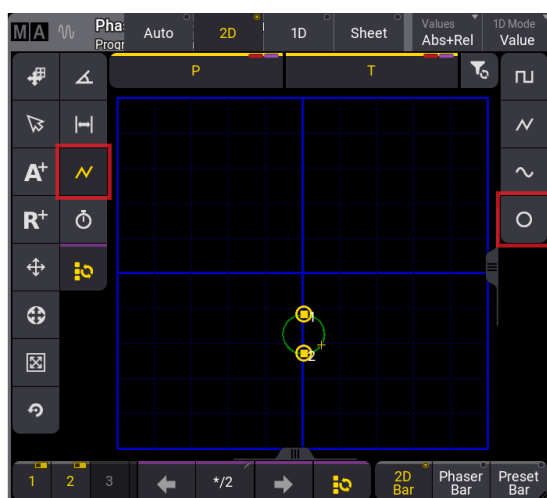 MA
Pha
Progr
Auto
2D
1D
Sheet
Values
Abs+Rel
1D Mode
Value
P
T
A+
R+
1
2
1
2
3
*/2
2D
Bar
Phaser
Bar
Preset
Bar